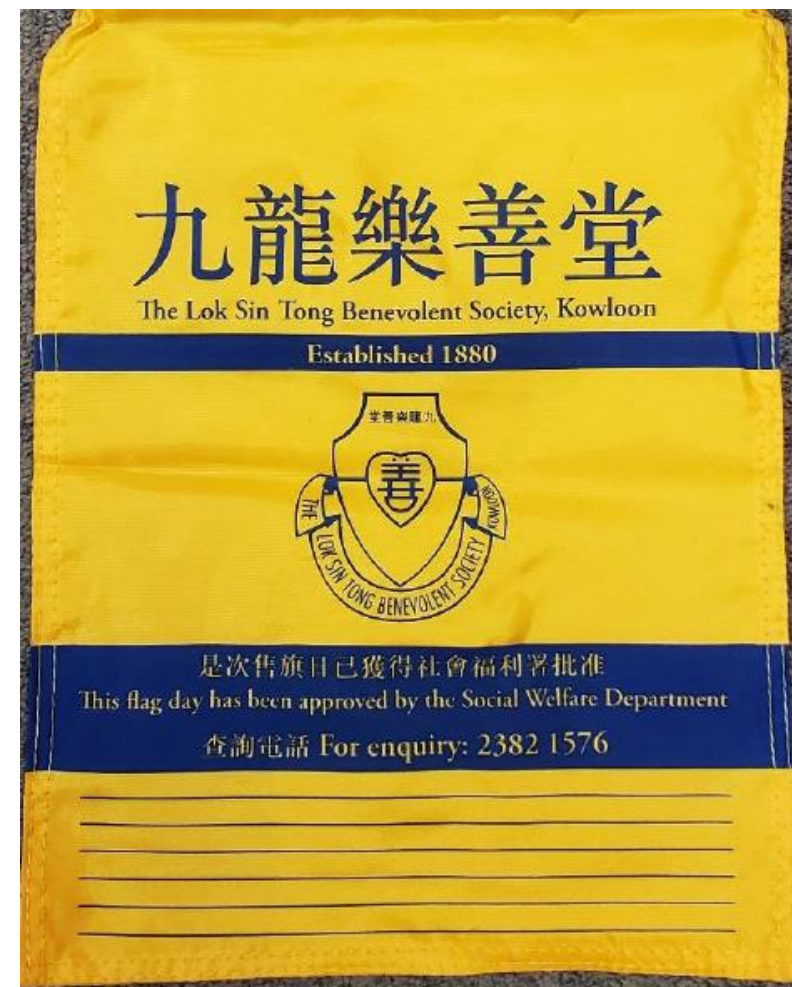 九龍樂善堂
The Lok Sin Tong Benevolent Society, Kowloon
Established 1880
堂善樂龍九
善
THE LOK SIN TONG BENEVOLENT SOCIETY KOWLOON
是次售旗日已獲得社會福利署批准
This flag day has been approved by the Social Welfare Department
查詢電話 For enquiry: 2382 1576